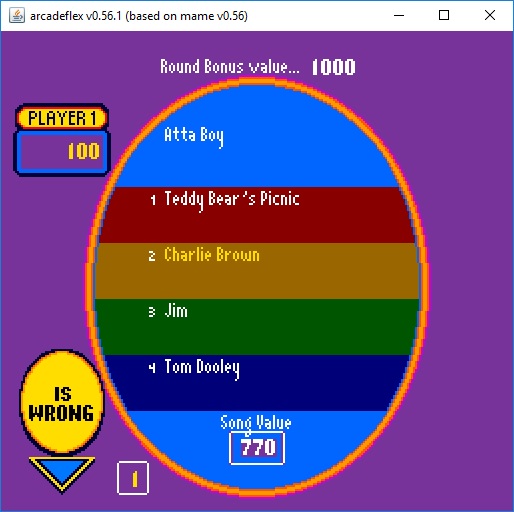 arcadeflex v0.56.1 (based on mame v0.56)
Round Bonus value... 1000
PLAYER 1
100
Atta Boy
1 Teddy Bear's Picnic
2 Charlie Brown
3 Jim
4 Tom Dooley
IS
WRONG
Song Value
770
1